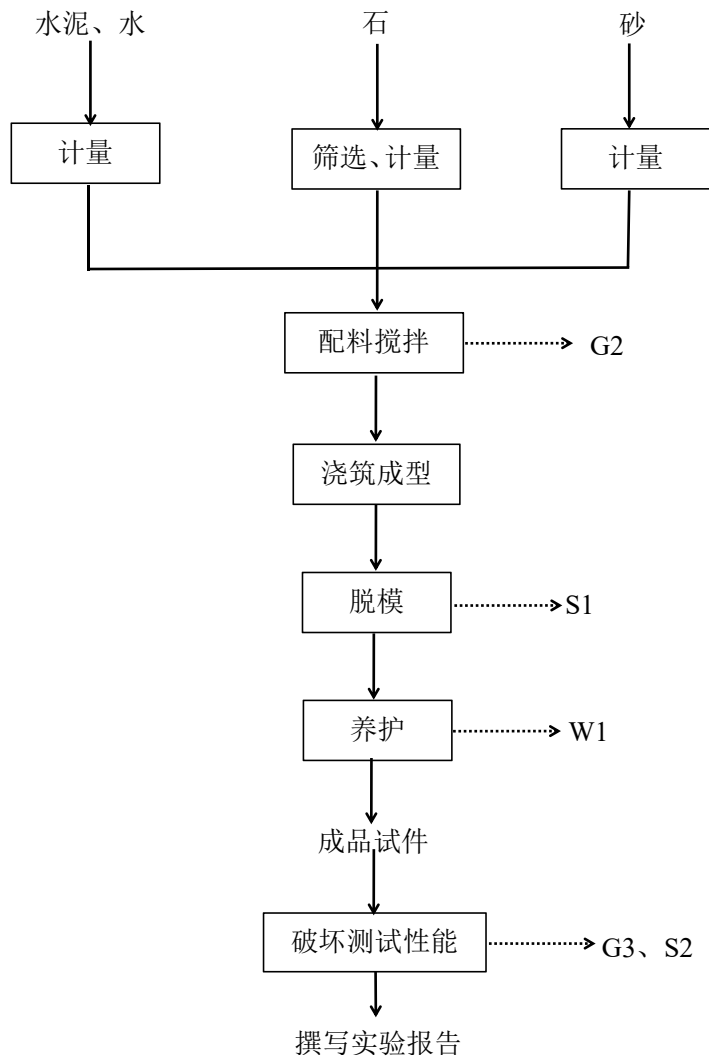 水泥、水
石
砂
计量
筛选、计量
计量
配料搅拌
G2
浇筑成型
脱模
S1
养护
W1
成品试件
破坏测试性能
G3、S2
撰写实验报告